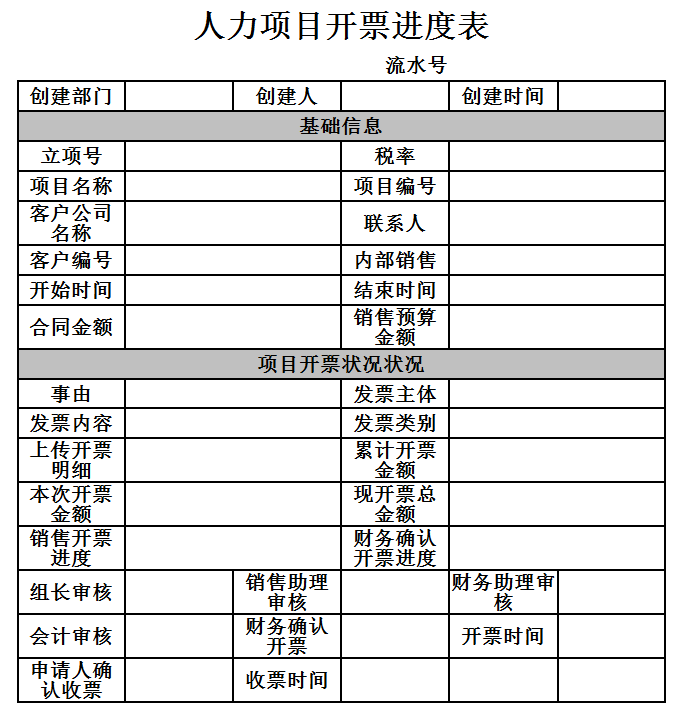 人力项目开票进度表
流水号
创建部门 创建人 创建时间
基础信息
立项号 税率
项目名称 项目编号
客户公司
名称
联系人
客户编号 内部销售
开始时间 结束时间
合同金额
销售预算
金额
项目开票状况状况
事由 发票主体
发票内容 发票类别
上传开票
明细
累计开票
金额
本次开票
金额
现开票总
金额
销售开票
进度
财务确认
开票进度
组长审核
销售助理
审核
财务助理审
核
会计审核
财务确认
开票
开票时间
申请人确
认收票
收票时间